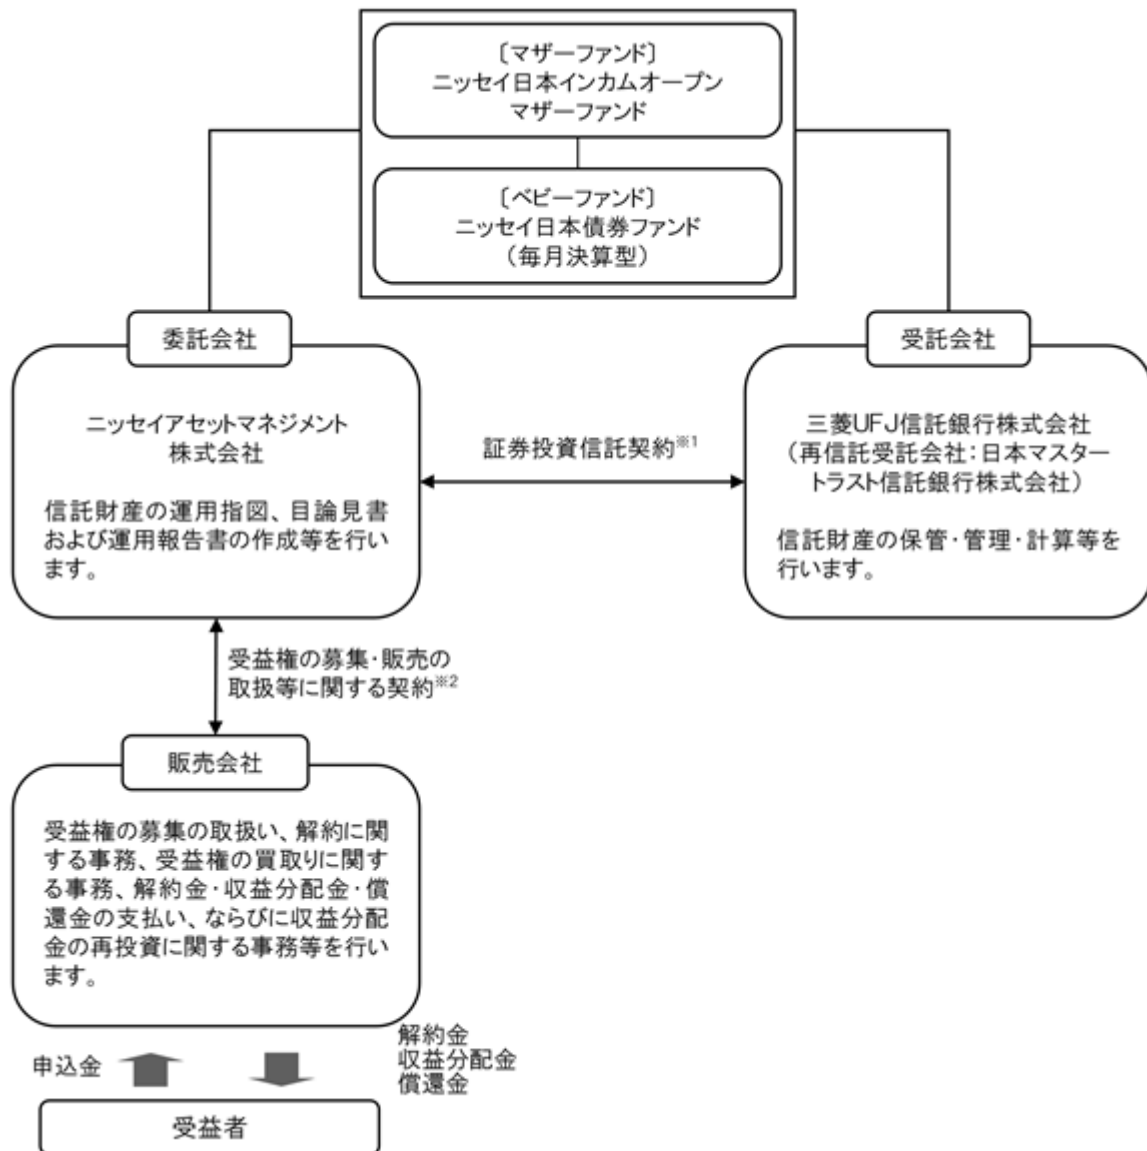 〔マザーファンド〕
ニッセイ日本インカムオープン
マザーファンド
〔ベビーファンド〕
ニッセイ日本債券ファンド
（毎月決算型）
委託会社
ニッセイアセットマネジメント
株式会社
信託財産の運用指図、目論見書
および運用報告書の作成等を行い
ます。
証券投資信託契約※1
受託会社
三菱UFJ信託銀行株式会社
（再信託受託会社：日本マスター
トラスト信託銀行株式会社）
信託財産の保管・管理・計算等を
行います。
受益権の募集・販売の
取扱等に関する契約※2
販売会社
受益権の募集の取扱い、解約に関
する事務、受益権の買取りに関す
る事務、解約金・収益分配金・償
還金の支払い、ならびに収益分配
金の再投資に関する事務等を行い
ます。
申込金
解約金
収益分配金
償還金
受益者